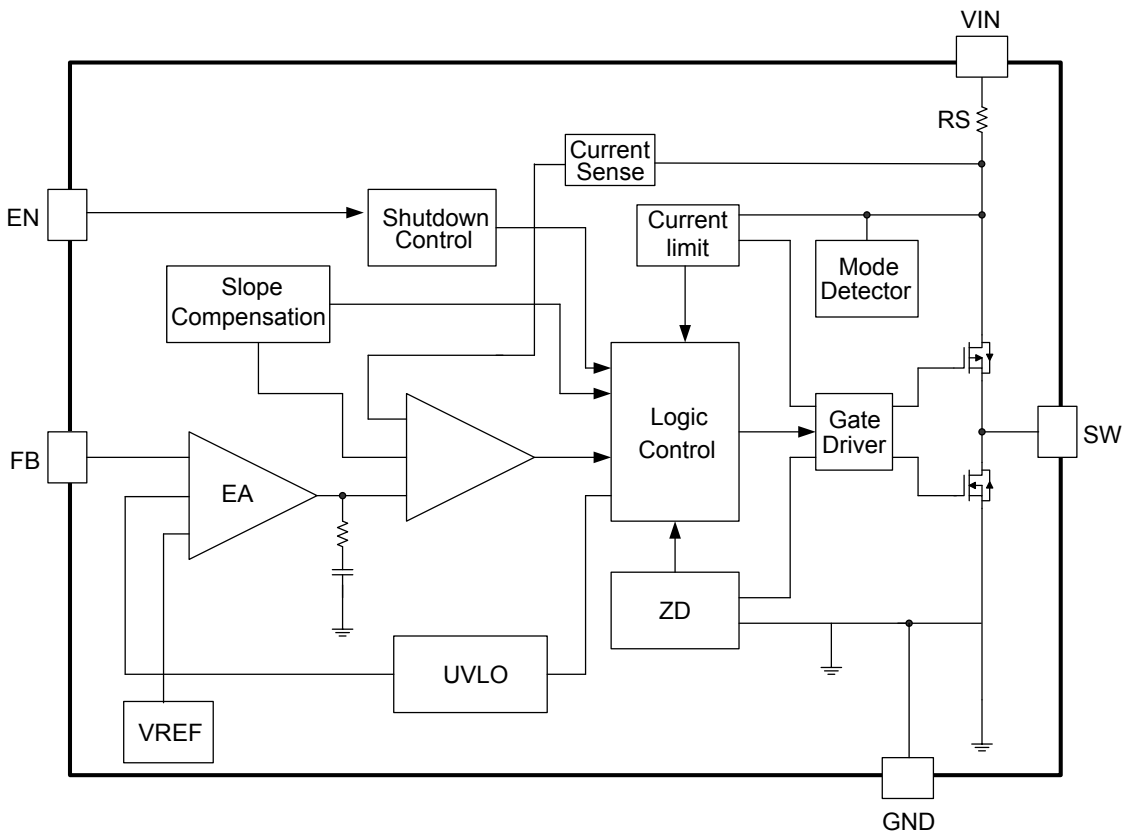 VIN
RS
Current
Sense
EN
Shutdown
Control
Current
limit
Mode
Detector
Slope
Compensation
Logic
Control
Gate
Driver
SW
FB
EA
ZD
UVLO
VREF
GND